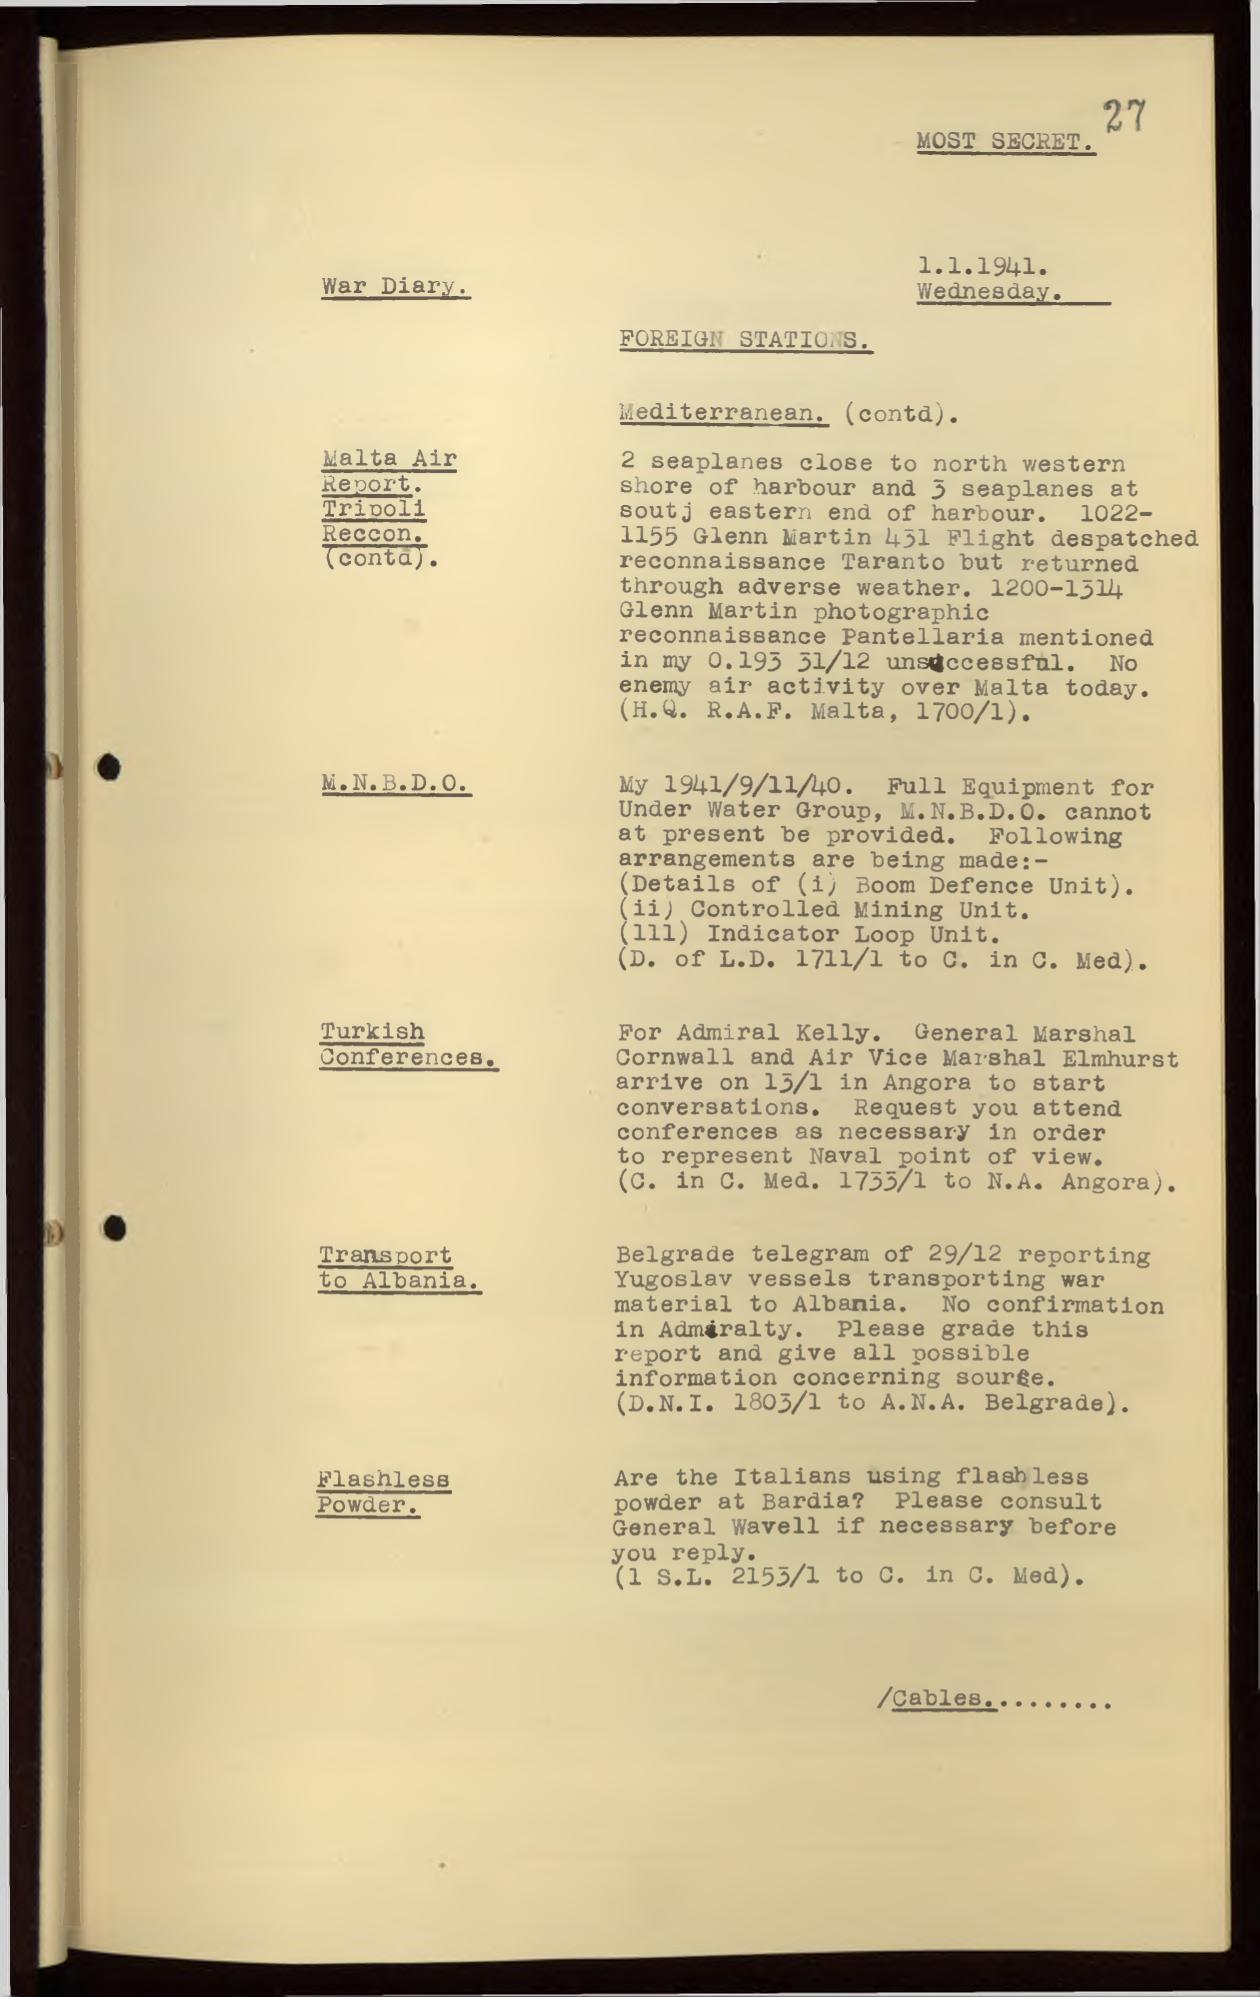 27
MOST SECRET.
War Diary.
1.1.1941.
Wednesday.
FOREIGN STATIONS.
Mediterranean. (contd).
Malta Air
Report.
Tripoli
Reccon.
(contd).
2 seaplanes close to north western
shore of harbour and 3 seaplanes at
soutj eastern end of harbour. 1022-
1155 Glenn Martin 431 Flight despatched
reconnaissance Taranto but returned
through adverse weather. 1200-1314
Glenn Martin photographic
reconnaissance Pantellaria mentioned
in my 0.193 31/12 unsuccessful. No
enemy air activity over Malta today.
(H.Q. R.A.F. Malta, 1700/1).
M.N.B.D.O.
My 1941/9/11/40. Full Equipment for
Under Water Group, M.N.B.D.O. cannot
at present be provided. Following
arrangements are being made:-
(Details of (i) Boom Defence Unit).
(ii) Controlled Mining Unit.
(lll) Indicator Loop Unit.
(D. of L.D. 1711/1 to C. in C. Med).
Turkish
Conferences.
For Admiral Kelly. General Marshal
Cornwall and Air Vice Marshal Elmhurst
arrive on 13/1 in Angora to start
conversations. Request you attend
conferences as necessary in order
to represent Naval point of view.
(C. in C. Med. 1733/1 to N.A. Angora).
Transport
to Albania.
Belgrade telegram of 29/12 reporting
Yugoslav vessels transporting war
material to Albania. No confirmation
in Admiralty. Please grade this
report and give all possible
information concerning source.
(D.N.I. 1803/1 to A.N.A. Belgrade).
Flashless
Powder.
Are the Italians using flashless
powder at Bardia? Please consult
General Wavell if necessary before
you reply.
(1 S.L. 2153/1 to C. in C. Med).
/Cables.........